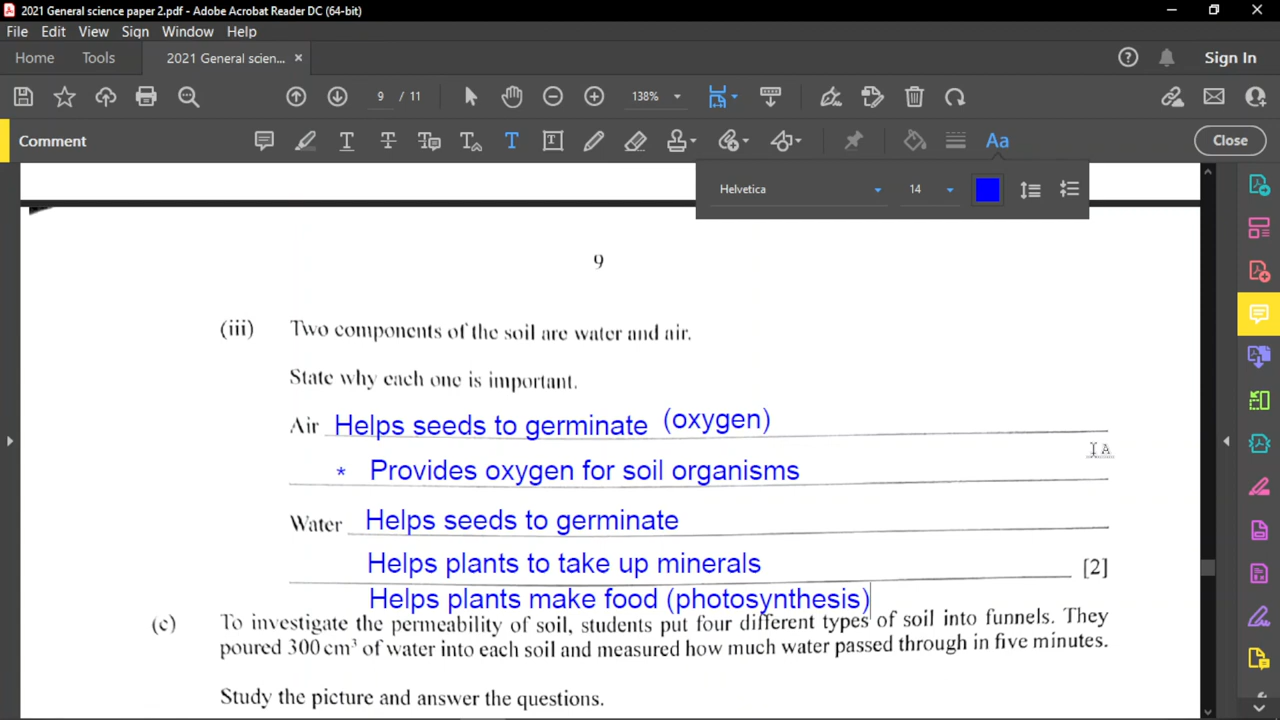 2021 General science paper 2.pdf - Adobe Acrobat Reader DC (64-bit)
File Edit View Sign Window Help
Home Tools 2021 General scien... × Sign In
9 / 11 138%
Comment Aa Close
Helvetica 14
9
(iii) Two components of the soil are water and air.
State why each one is important.
Air Helps seeds to germinate (oxygen)
* Provides oxygen for soil organisms
Water Helps seeds to germinate
Helps plants to take up minerals [2]
Helps plants make food (photosynthesis)
(c) To investigate the permeability of soil, students put four different types of soil into funnels. They
poured 300 cm³ of water into each soil and measured how much water passed through in five minutes.
Study the picture and answer the questions.